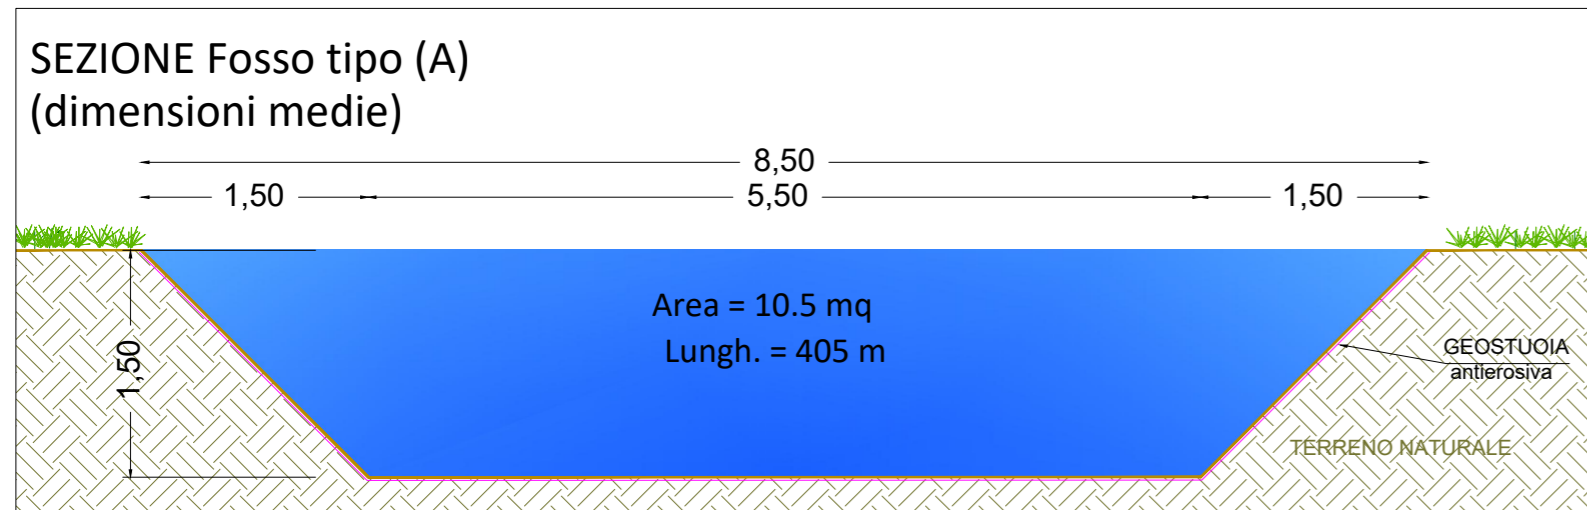 SEZIONE Fosso tipo (A)
(dimensioni medie)
8,50
1,50 5,50 1,50
Area = 10.5 mq
Lungh. = 405 m
1,50
GEOSTUOIA
antierosiva
TERRENO NATURALE